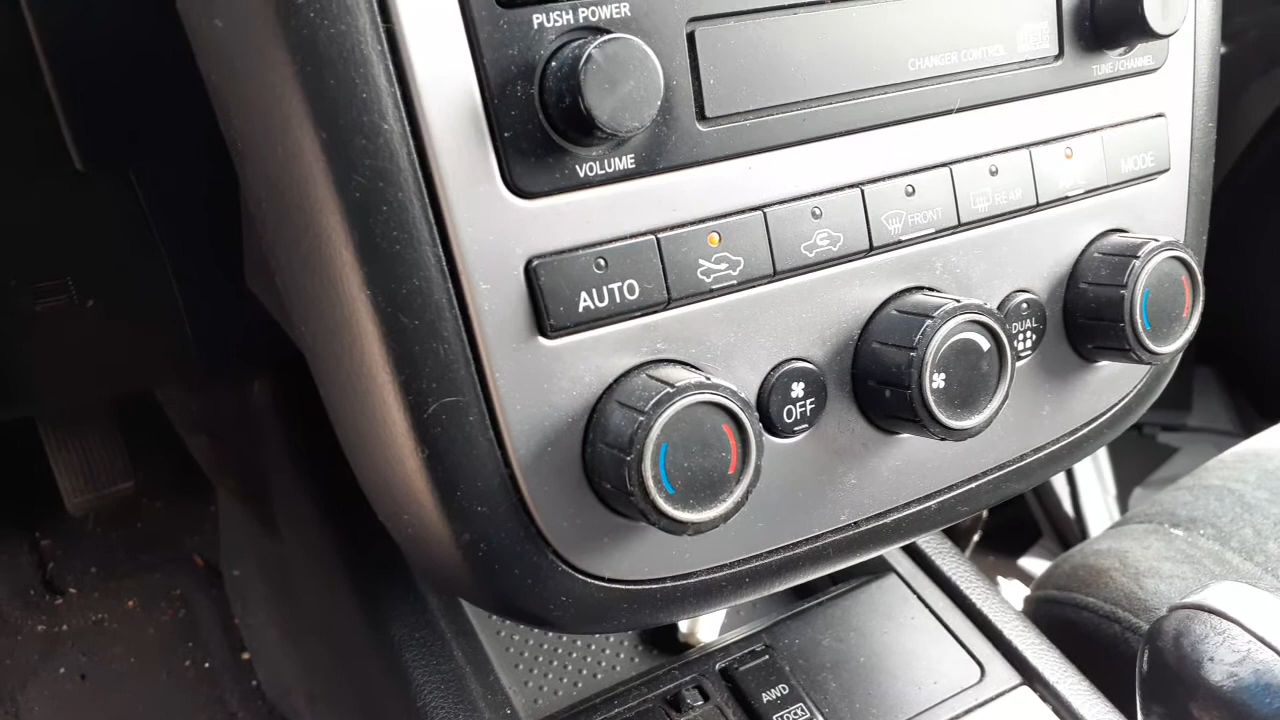 PUSH POWER
VOLUME
CHANGER CONTROL
TUNE / CHANNEL
AUTO
FRONT
REAR
MODE
OFF
DUAL
AWD
LOCK